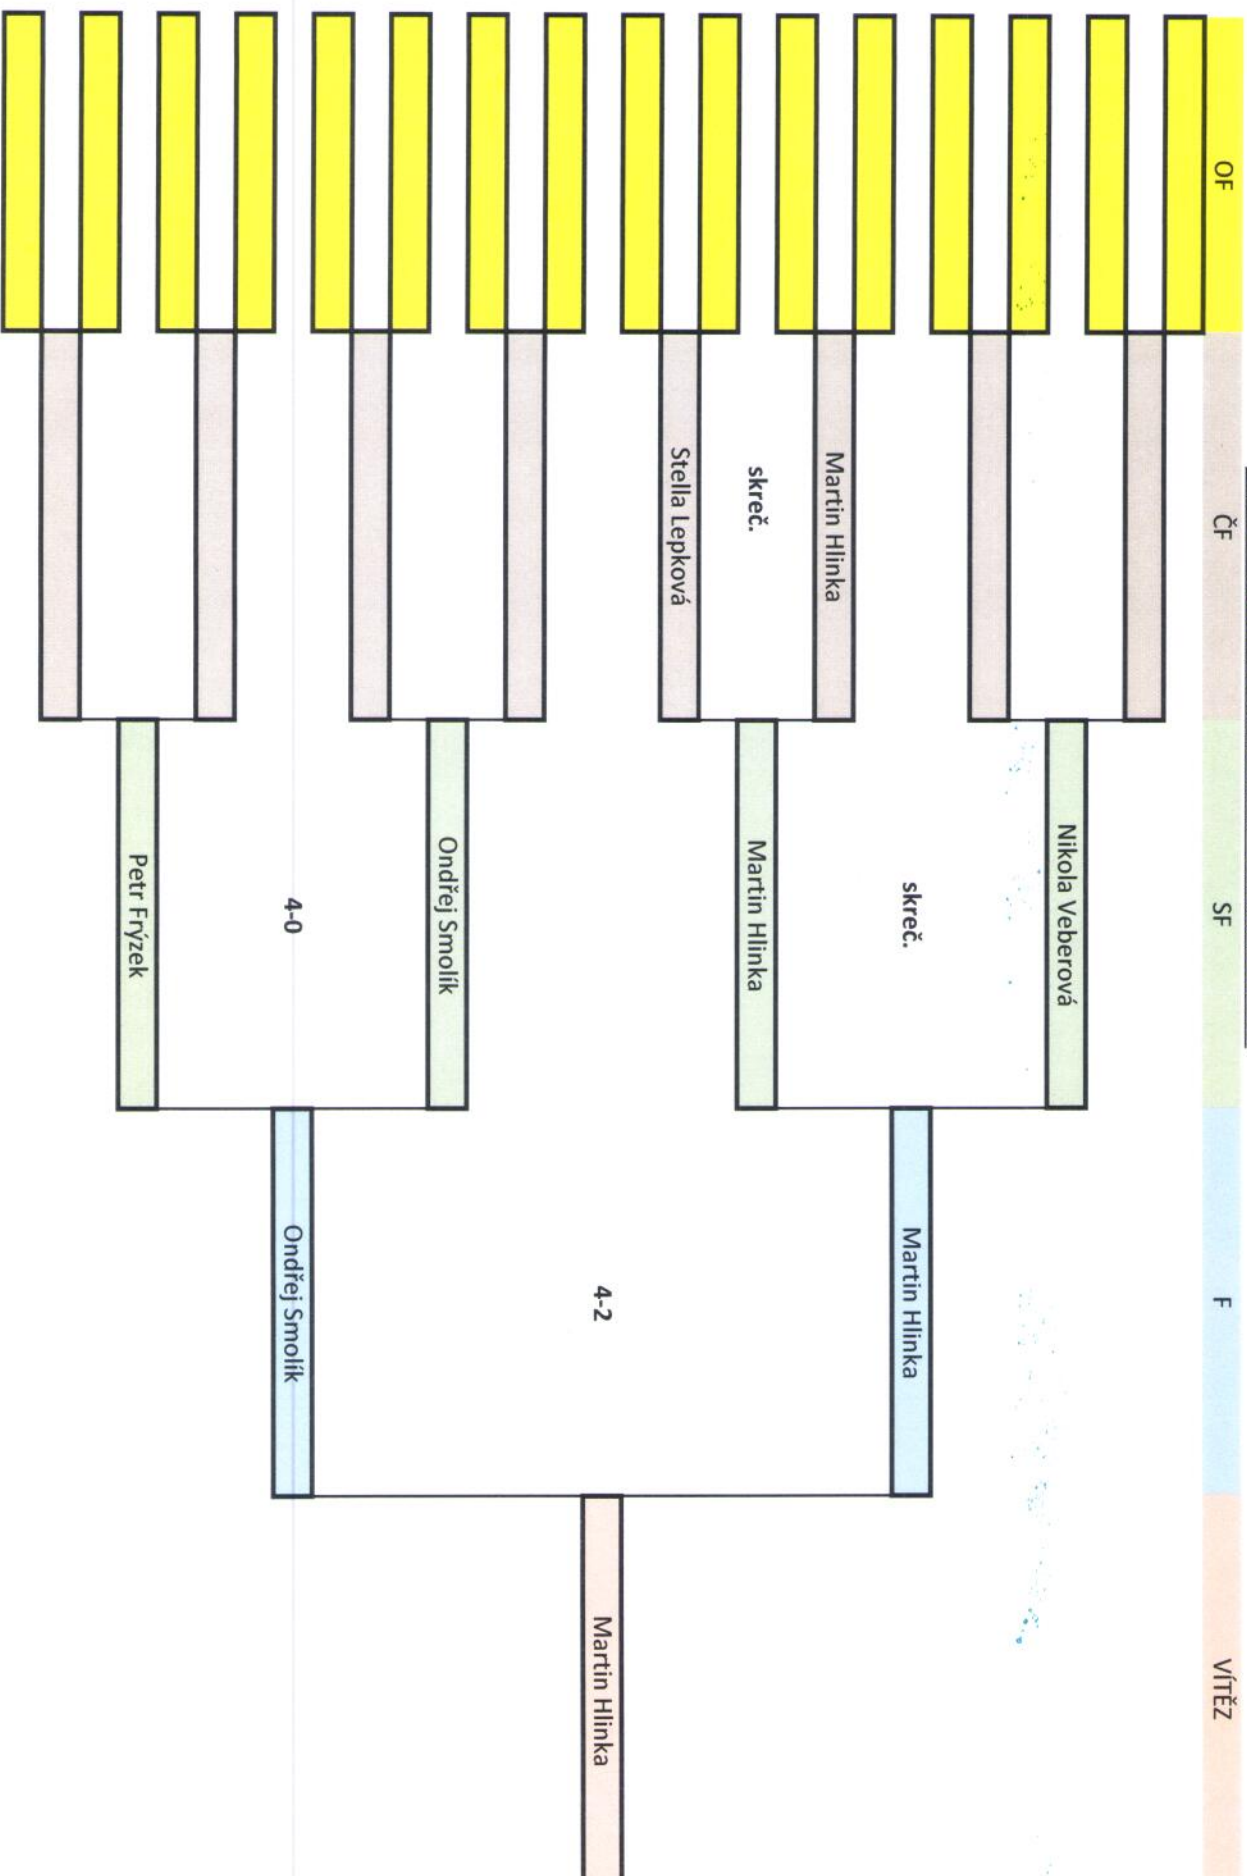 OF
ČF
SF
F
VÍTĚZ
Nikola Veberová
Martin Hlinka
skreč.
skreč.
Martin Hlinka
Martin Hlinka
Stella Lepková
4-2
Martin Hlinka
Ondřej Smolík
4-0
Ondřej Smolík
Petr Frýzek